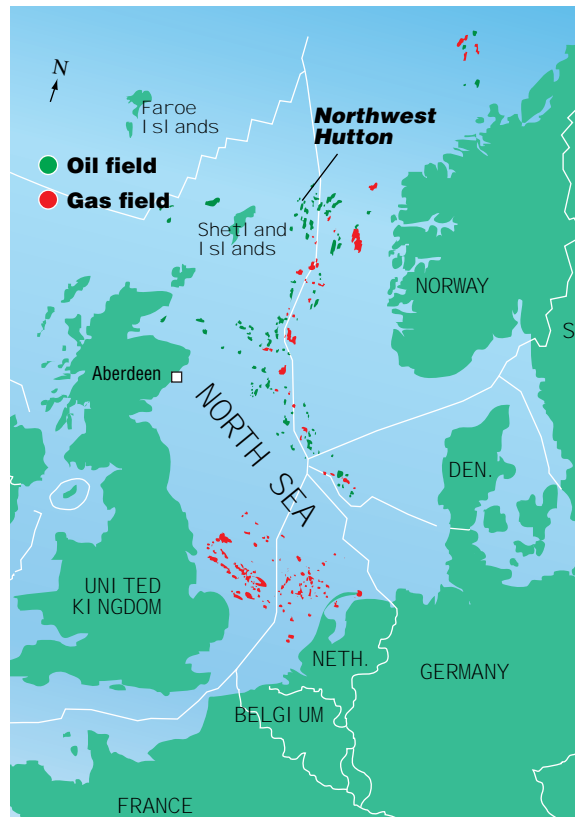 N
Faroe
Islands
Northwest
Hutton
Oil field
Gas field
Shetland
Islands
NORWAY
S
Aberdeen
NORTH SEA
DEN.
UNITED
KINGDOM
NETH.
GERMANY
BELGIUM
FRANCE